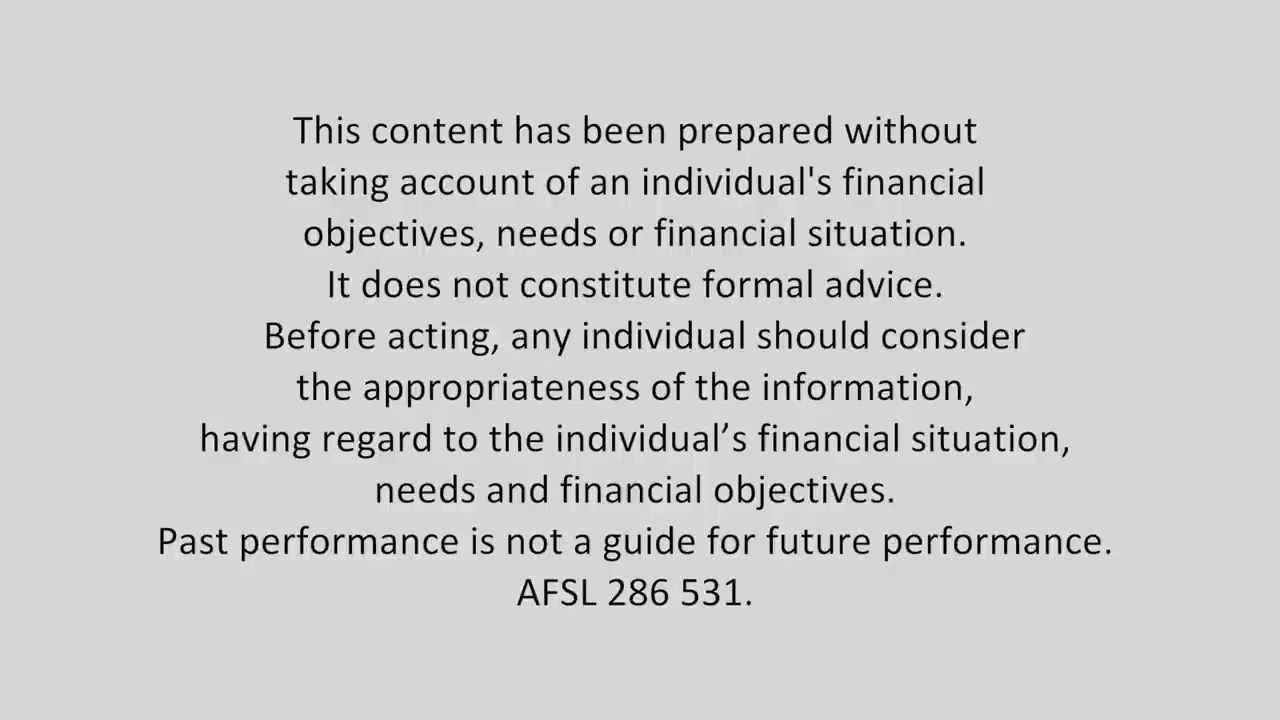 This content has been prepared without
taking account of an individual's financial
objectives, needs or financial situation.
It does not constitute formal advice.
Before acting, any individual should consider
the appropriateness of the information,
having regard to the individual’s financial situation,
needs and financial objectives.
Past performance is not a guide for future performance.
AFSL 286 531.